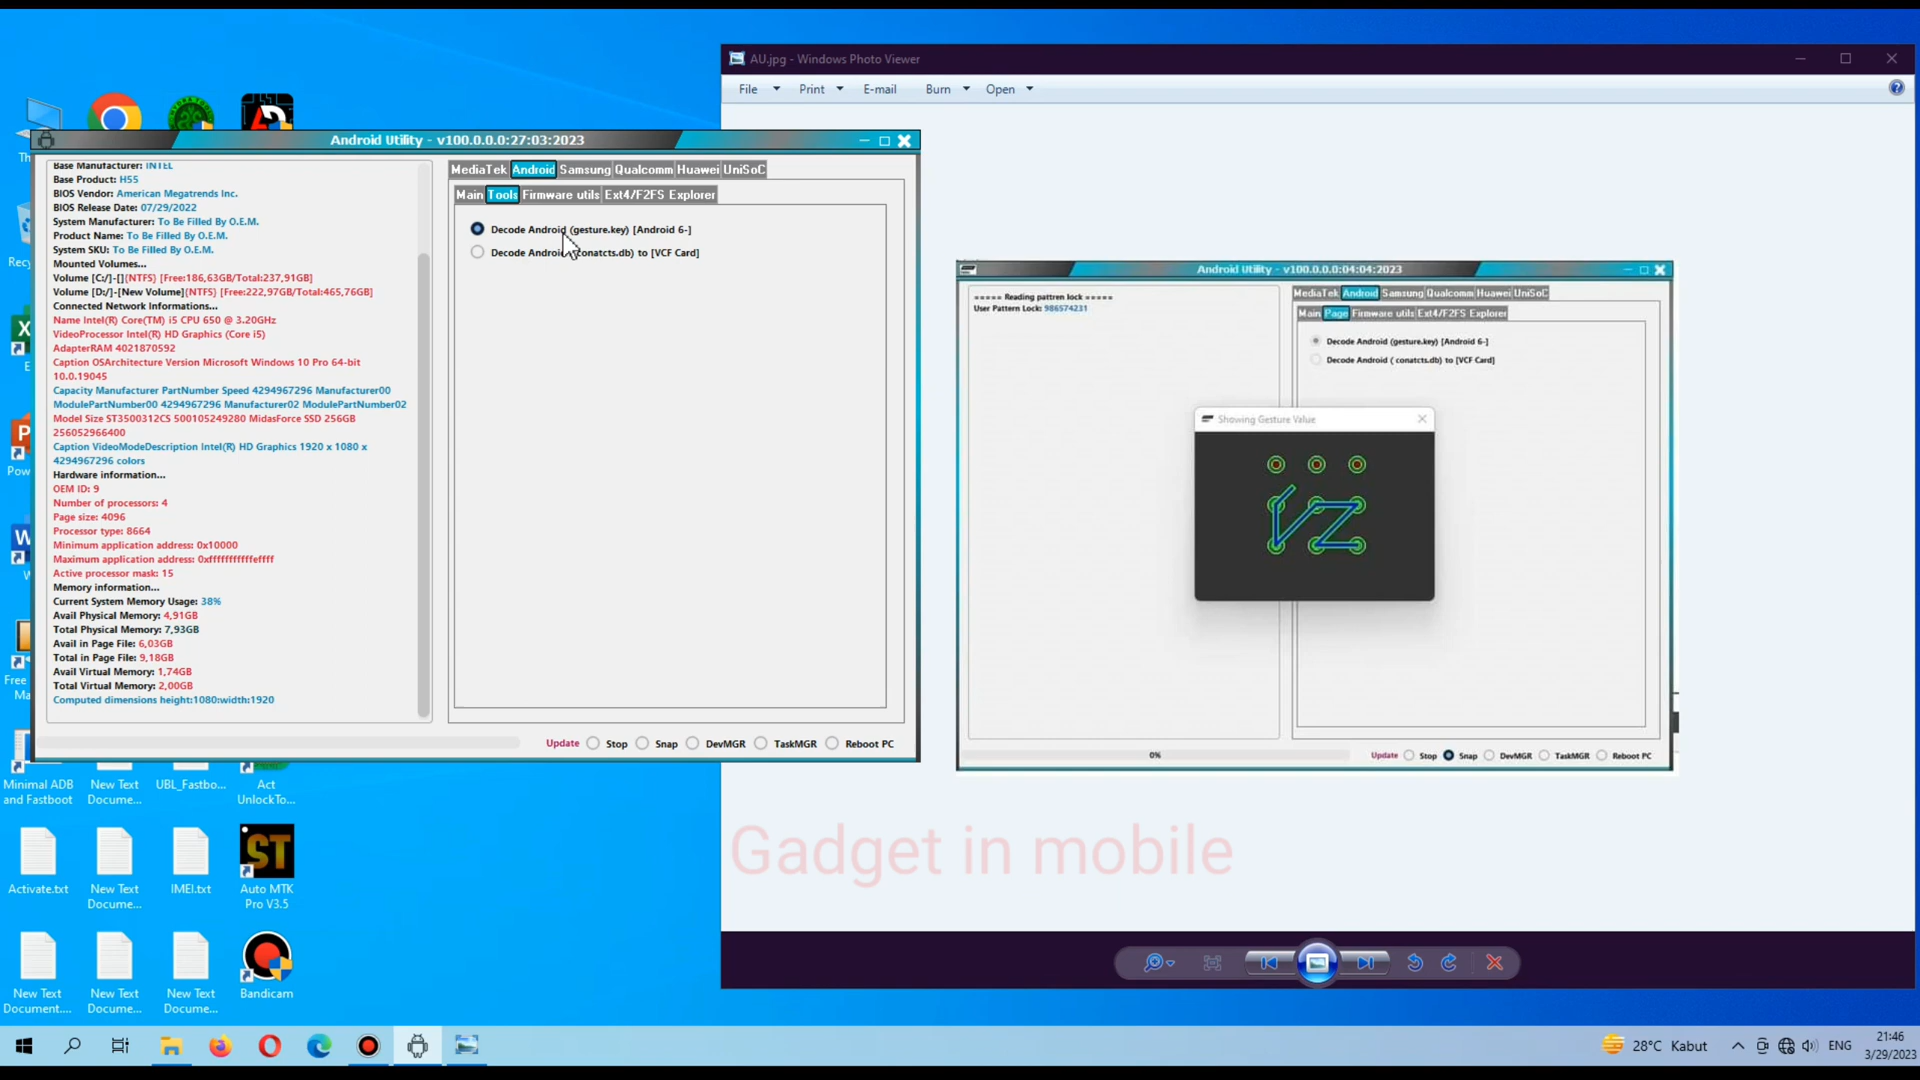 AU.jpg - Windows Photo Viewer
File Print E-mail Burn Open
Android Utility - v100.0.0.0:27:03:2023
Base Manufacturer: INTEL
Base Product: H55
BIOS Vendor: American Megatrends Inc.
BIOS Release Date: 07/29/2022
System Manufacturer: To Be Filled By O.E.M.
Product Name: To Be Filled By O.E.M.
System SKU: To Be Filled By O.E.M.
Mounted Volumes...
Volume [C:/]-[](NTFS) [Free:186,63GB/Total:237,91GB]
Volume [D:/]-[New Volume](NTFS) [Free:222,97GB/Total:465,76GB]
Connected Network Informations...
Name Intel(R) Core(TM) i5 CPU 650 @ 3.20GHz
VideoProcessor Intel(R) HD Graphics (Core i5)
AdapterRAM 4021870592
Caption OSArchitecture Version Microsoft Windows 10 Pro 64-bit
10.0.19045
Capacity Manufacturer PartNumber Speed 4294967296 Manufacturer00
ModulePartNumber00 4294967296 Manufacturer02 ModulePartNumber02
Model Size ST3500312CS 500105249280 MidasForce SSD 256GB
256052966400
Caption VideoModeDescription Intel(R) HD Graphics 1920 x 1080 x
4294967296 colors
Hardware information...
OEM ID: 9
Number of processors: 4
Page size: 4096
Processor type: 8664
Minimum application address: 0x10000
Maximum application address: 0xfffffffffffeffff
Active processor mask: 15
Memory information...
Current System Memory Usage: 38%
Avail Physical Memory: 4,91GB
Total Physical Memory: 7,93GB
Avail in Page File: 6,03GB
Total in Page File: 9,18GB
Avail Virtual Memory: 1,74GB
Total Virtual Memory: 2,00GB
Computed dimensions height:1080:width:1920
MediaTek Android Samsung Qualcomm Huawei UniSoC
Main Tools Firmware utils Ext4/F2FS Explorer
Decode Android (gesture.key) [Android 6-]
Decode Android conatcts.db) to [VCF Card]
Update Stop Snap DevMGR TaskMGR Reboot PC
Android Utility - v100.0.0.0:04:04:2023
===== Reading pattren lock =====
User Pattern Lock: 986574231
MediaTek Android Samsung Qualcomm Huawei UniSoC
Main Page Firmware utils Ext4/F2FS Explorer
Decode Android (gesture.key) [Android 6-]
Decode Android ( conatcts.db) to [VCF Card]
Showing Gesture Value
0%
Update Stop Snap DevMGR TaskMGR Reboot PC
Gadget in mobile
Minimal ADB
and Fastboot
New Text
Docume...
UBL_Fastbo...
Act
UnlockTo...
Activate.txt
New Text
Docume...
IMEI.txt
ST
Auto MTK
Pro V3.5
New Text
Document....
New Text
Docume...
New Text
Docume...
Bandicam
28°C Kabut
ENG
21:46
3/29/2023